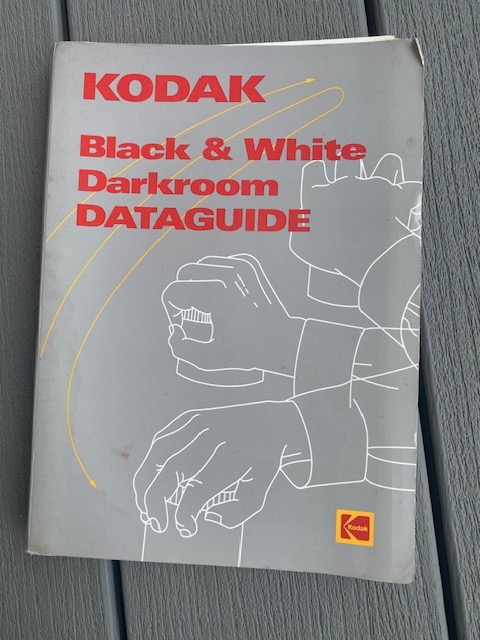 KODAK
Black & White
Darkroom
DATAGUIDE
Kodak